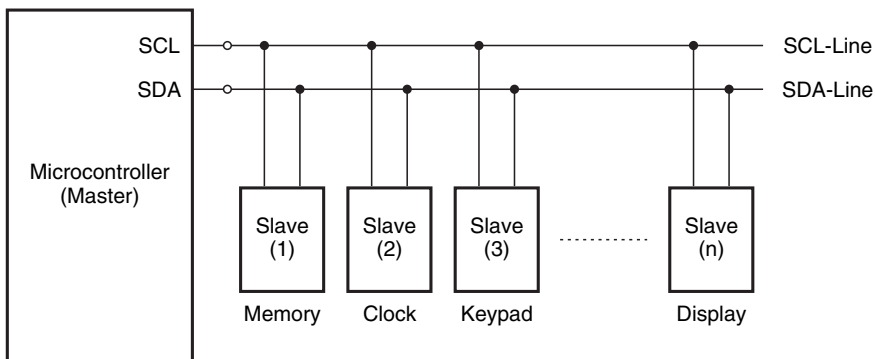 SCL
SCL-Line
SDA
SDA-Line
Microcontroller
(Master)
Slave
(1)
Slave
(2)
Slave
(3)
Slave
(n)
Memory
Clock
Keypad
Display